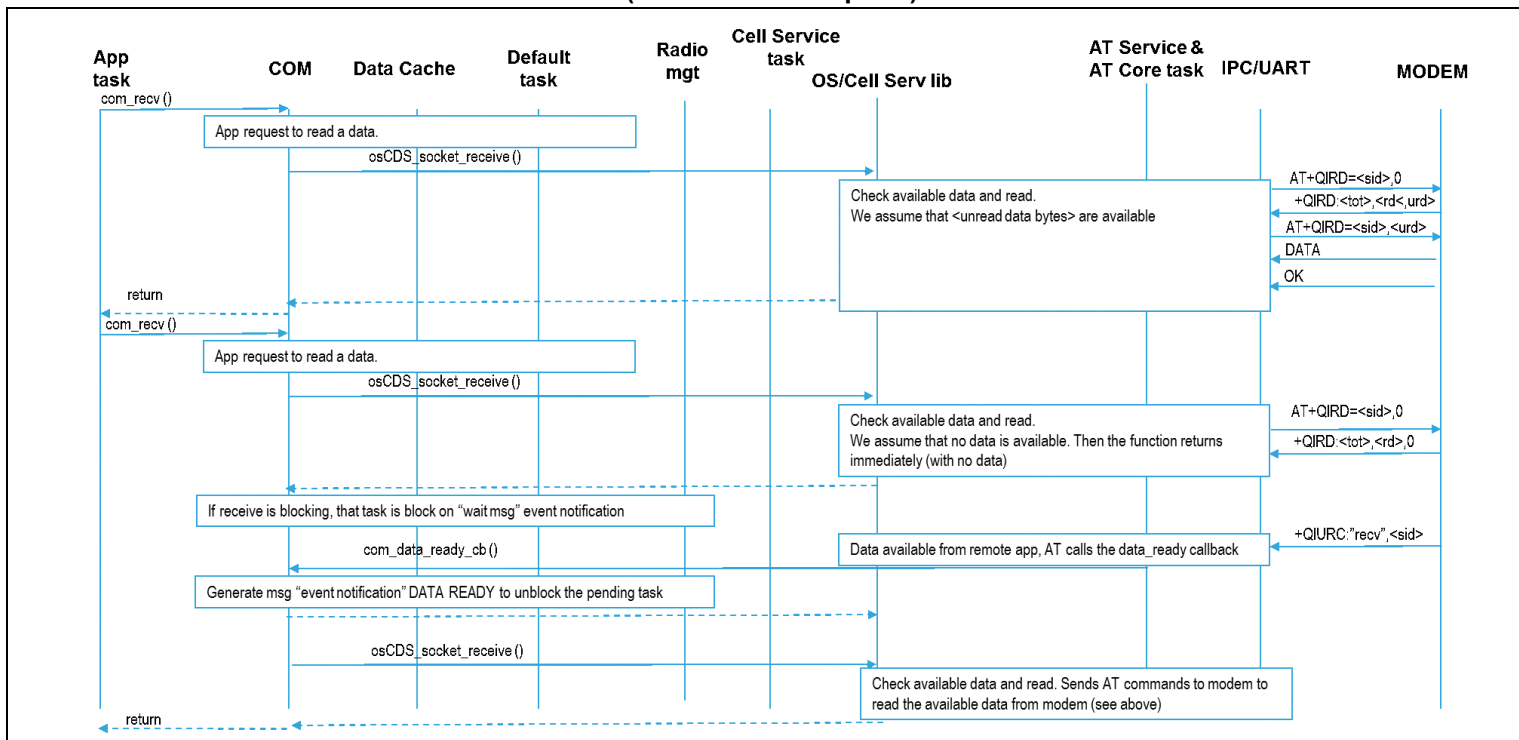 App
task
COM
Data Cache
Default
task
Radio
mgt
Cell Service
task
OS/Cell Serv lib
AT Service &
AT Core task
IPC/UART
MODEM
com_recv()
App request to read a data.
osCDS_socket_receive()
Check available data and read.
We assume that <unread data bytes> are available
AT+QIRD=<sid>,0
+QIRD:<tot>,<rd<,urd>
AT+QIRD=<sid>,<urd>
DATA
OK
return
com_recv()
App request to read a data.
osCDS_socket_receive()
Check available data and read.
We assume that no data is available. Then the function returns
immediately (with no data)
AT+QIRD=<sid>,0
+QIRD:<tot>,<rd>,0
If receive is blocking, that task is block on “wait msg” event notification
com_data_ready_cb()
Data available from remote app, AT calls the data_ready callback
+QIURC:”recv”,<sid>
Generate msg “event notification” DATA READY to unblock the pending task
osCDS_socket_receive()
Check available data and read. Sends AT commands to modem to
read the available data from modem (see above)
return